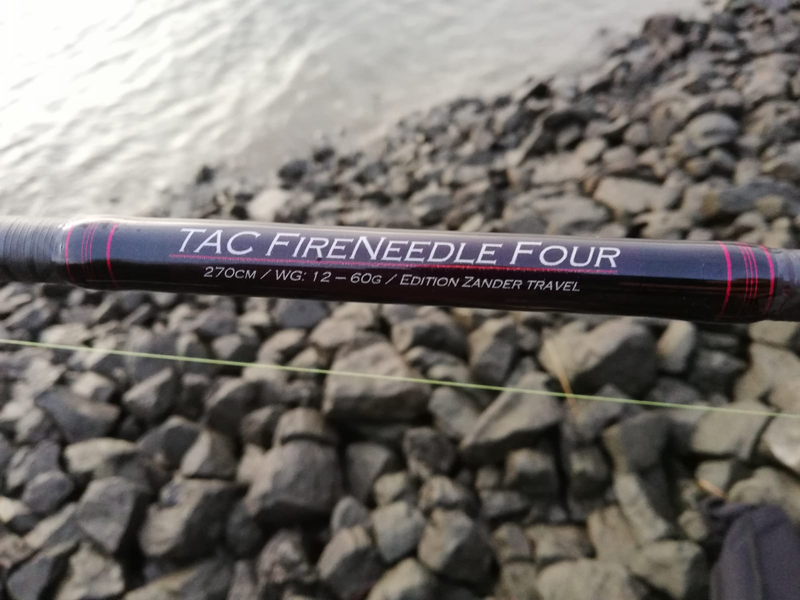 TAC FireNeedle Four
270cm / WG: 12 – 60g / Edition Zander travel